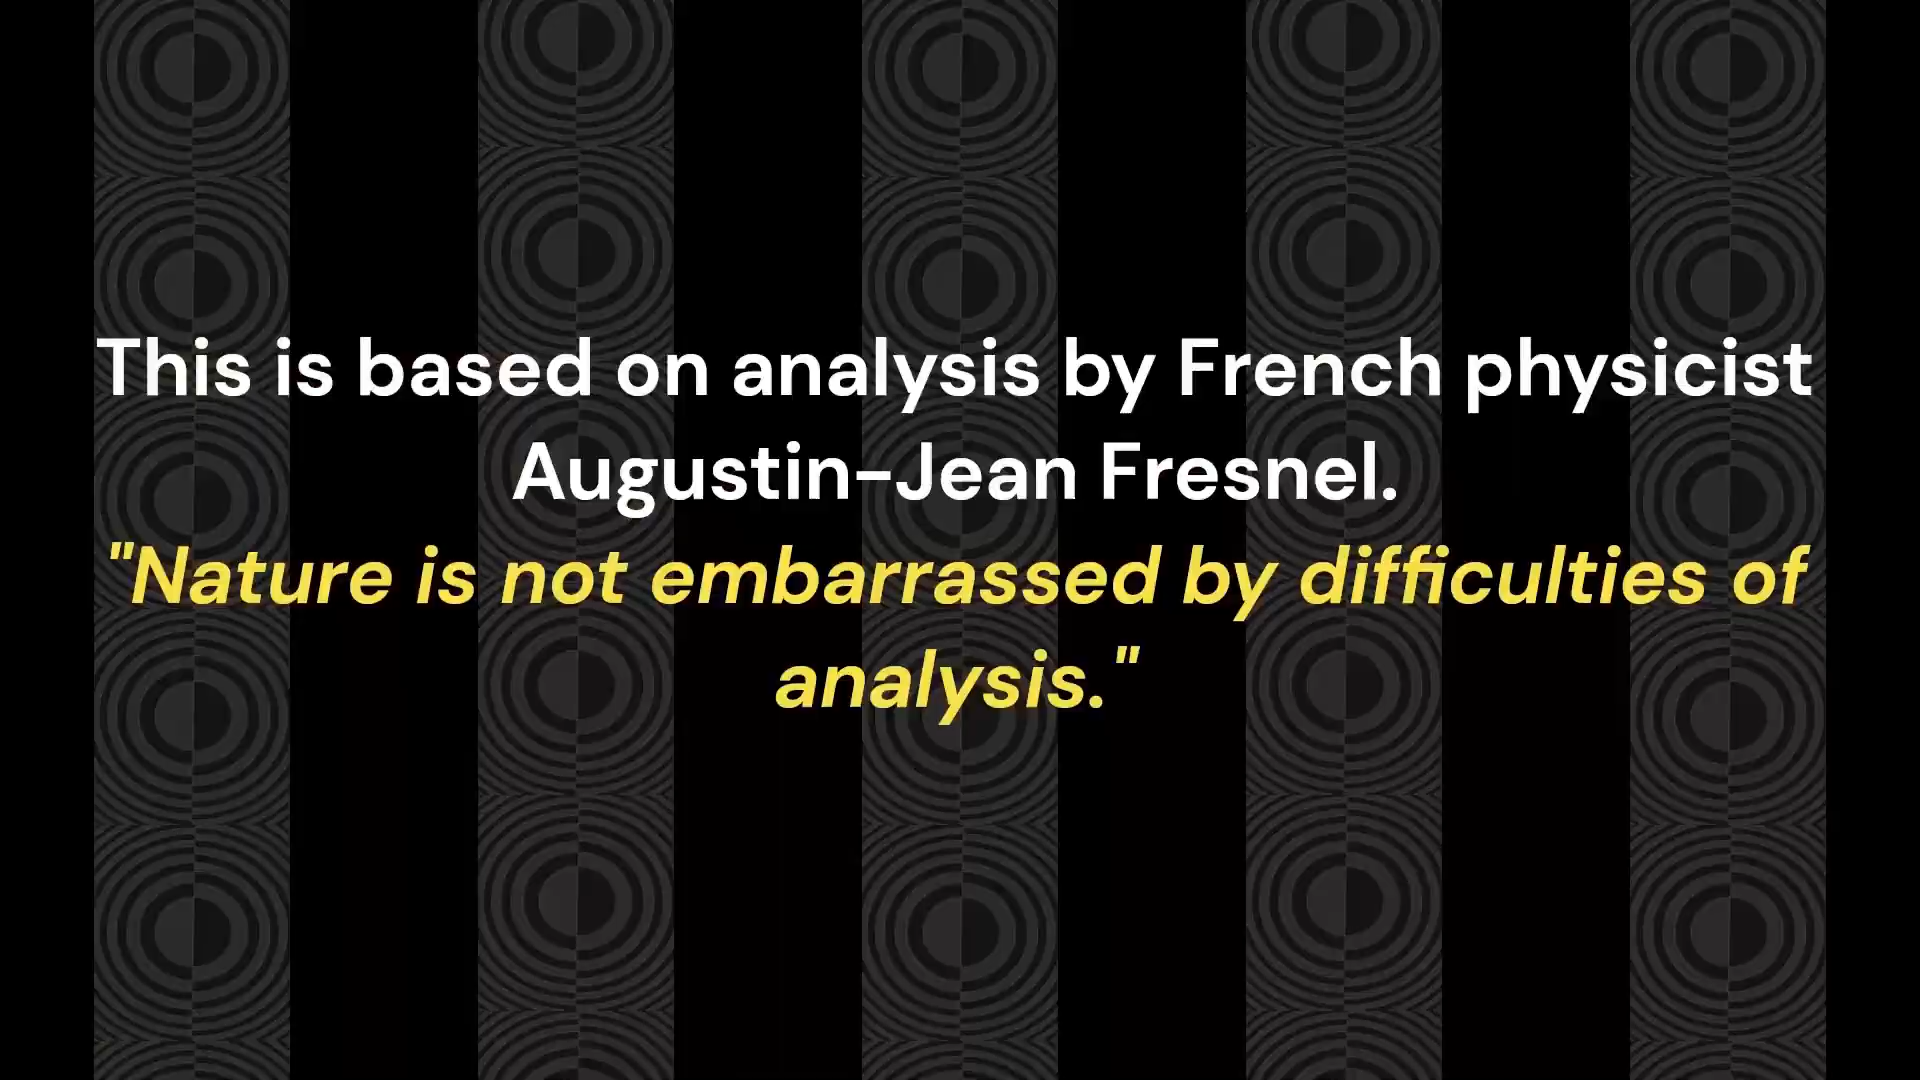 This is based on analysis by French physicist
Augustin-Jean Fresnel.
"Nature is not embarrassed by difficulties of
analysis."